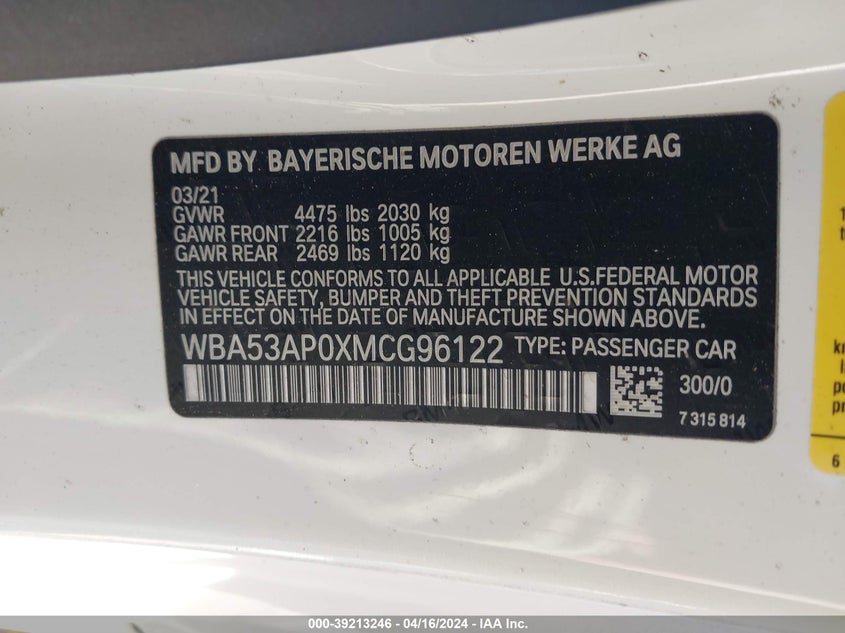 MFD BY BAYERISCHE MOTOREN WERKE AG
03/21
GVWR 4475 lbs 2030 kg
GAWR FRONT 2216 lbs 1005 kg
GAWR REAR 2469 lbs 1120 kg
THIS VEHICLE CONFORMS TO ALL APPLICABLE U.S.FEDERAL MOTOR
VEHICLE SAFETY, BUMPER AND THEFT PREVENTION STANDARDS
IN EFFECT ON THE DATE OF MANUFACTURE SHOWN ABOVE.
WBA53AP0XMCG96122 TYPE: PASSENGER CAR
300/0
7 315 814
000-39213246 - 04/16/2024 - IAA Inc.